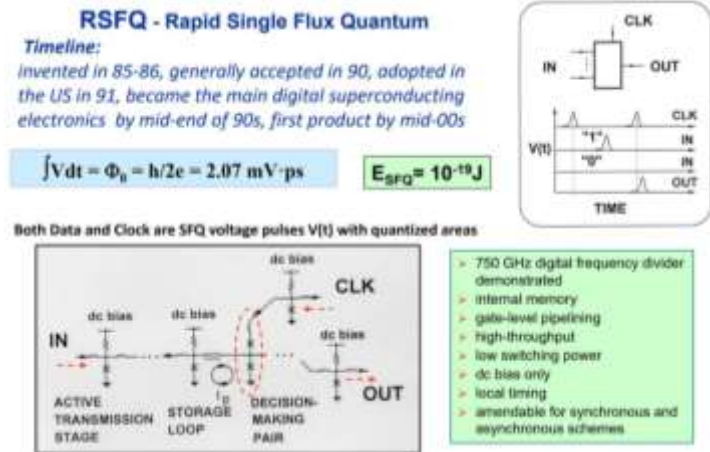 RSFQ - Rapid Single Flux Quantum
Timeline:
invented in 85-86, generally accepted in 90, adopted in
the US in 91, became the main digital superconducting
electronics by mid-end of 90s, first product by mid-00s
∫Vdt = Φ₀ = h/2e = 2.07 mV·ps
E_SFQ = 10⁻¹⁹J
CLK
IN
OUT
CLK
"1"
IN
V(t)
"0"
IN
OUT
TIME
Both Data and Clock are SFQ voltage pulses V(t) with quantized areas
dc bias
CLK
dc bias
dc bias
dc bias
IN
OUT
ACTIVE
TRANSMISSION
STAGE
STORAGE
LOOP
DECISION-
MAKING
PAIR
750 GHz digital frequency divider
demonstrated
internal memory
gate-level pipelining
high-throughput
low switching power
dc bias only
local timing
amendable for synchronous and
asynchronous schemes